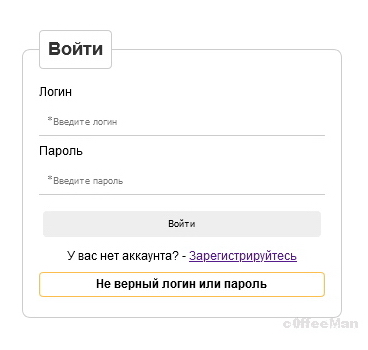 Войти
Логин
*Введите логин
Пароль
*Введите пароль
Войти
У вас нет аккаунта? - Зарегистрируйтесь
Не верный логин или пароль
c0ffeeMan